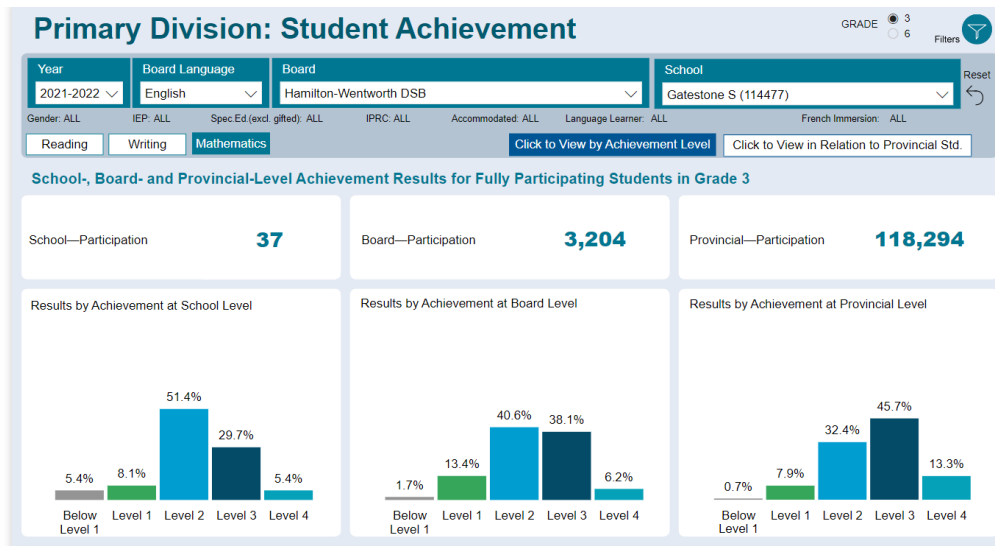 Primary Division: Student Achievement
GRADE 3
6
Filters
Year Board Language Board School
Reset
2021-2022 English Hamilton-Wentworth DSB Gatestone S (114477)
Gender: ALL IEP: ALL Spec.Ed.(excl. gifted): ALL IPRC: ALL Accommodated: ALL Language Learner: ALL French Immersion: ALL
Reading Writing Mathematics Click to View by Achievement Level Click to View in Relation to Provincial Std.
School-, Board- and Provincial-Level Achievement Results for Fully Participating Students in Grade 3
School—Participation 37
Board—Participation 3,204
Provincial—Participation 118,294
Results by Achievement at School Level
51.4%
29.7%
5.4% 8.1% 5.4%
Below Level 1 Level 1 Level 2 Level 3 Level 4
Results by Achievement at Board Level
40.6% 38.1%
1.7% 13.4% 6.2%
Below Level 1 Level 1 Level 2 Level 3 Level 4
Results by Achievement at Provincial Level
45.7%
32.4%
0.7% 7.9% 13.3%
Below Level 1 Level 1 Level 2 Level 3 Level 4